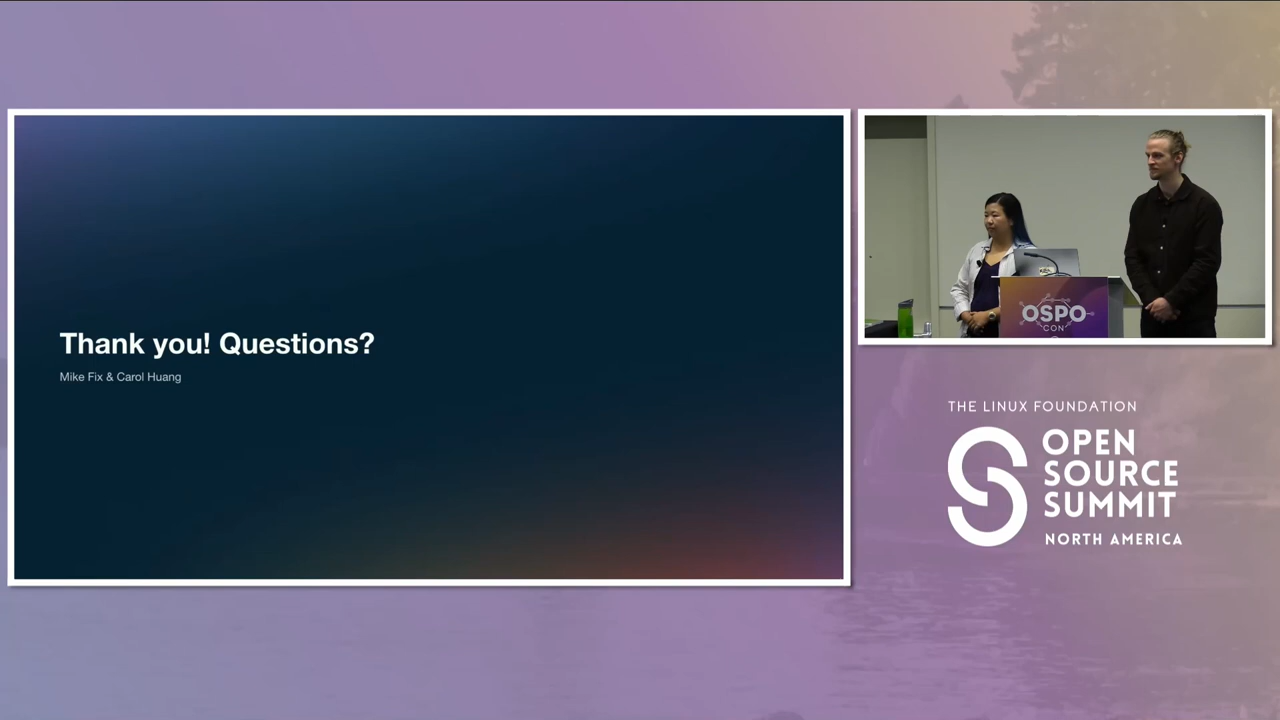 Thank you! Questions?
Mike Fix & Carol Huang
OSPO
CON
THE LINUX FOUNDATION
OPEN
SOURCE
SUMMIT
NORTH AMERICA